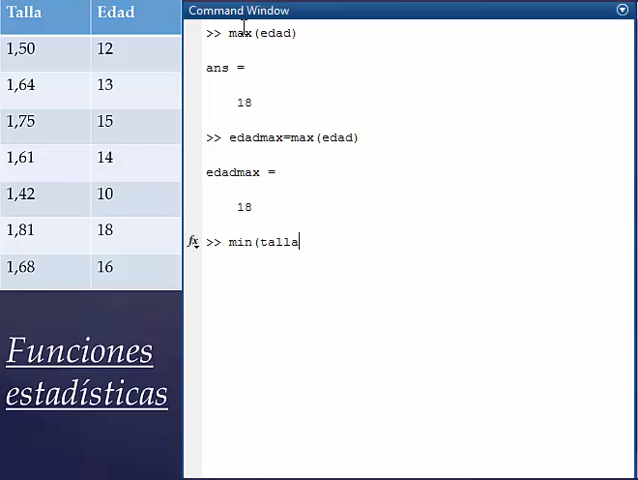 Talla Edad
1,50 12
1,64 13
1,75 15
1,61 14
1,42 10
1,81 18
1,68 16
Funciones
estadísticas
Command Window
>> max(edad)
ans =
18
>> edadmax=max(edad)
edadmax =
18
fx >> min(talla